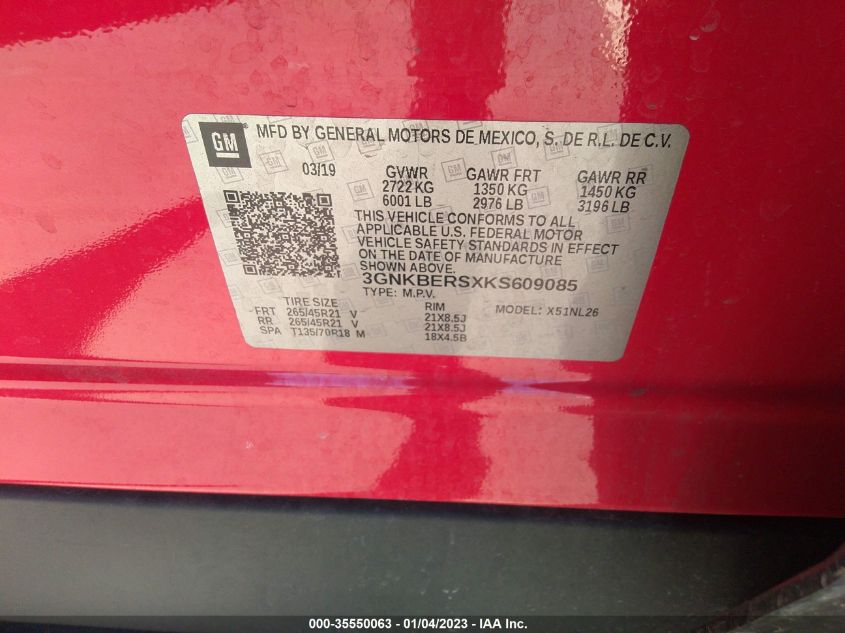 GM MFD BY GENERAL MOTORS DE MEXICO, S. DE R.L. DE C.V.
03/19 GVWR GAWR FRT GAWR RR
2722 KG 1350 KG 1450 KG
6001 LB 2976 LB 3196 LB
THIS VEHICLE CONFORMS TO ALL
APPLICABLE U.S. FEDERAL MOTOR
VEHICLE SAFETY STANDARDS IN EFFECT
ON THE DATE OF MANUFACTURE
SHOWN ABOVE.
3GNKBERSXKS609085
TYPE: M.P.V. MODEL: X51NL26
TIRE SIZE RIM
FRT 265/45R21 V 21X8.5J
RR 265/45R21 V 21X8.5J
SPA T135/70R18 M 18X4.5B
000-35550063 - 01/04/2023 - IAA Inc.